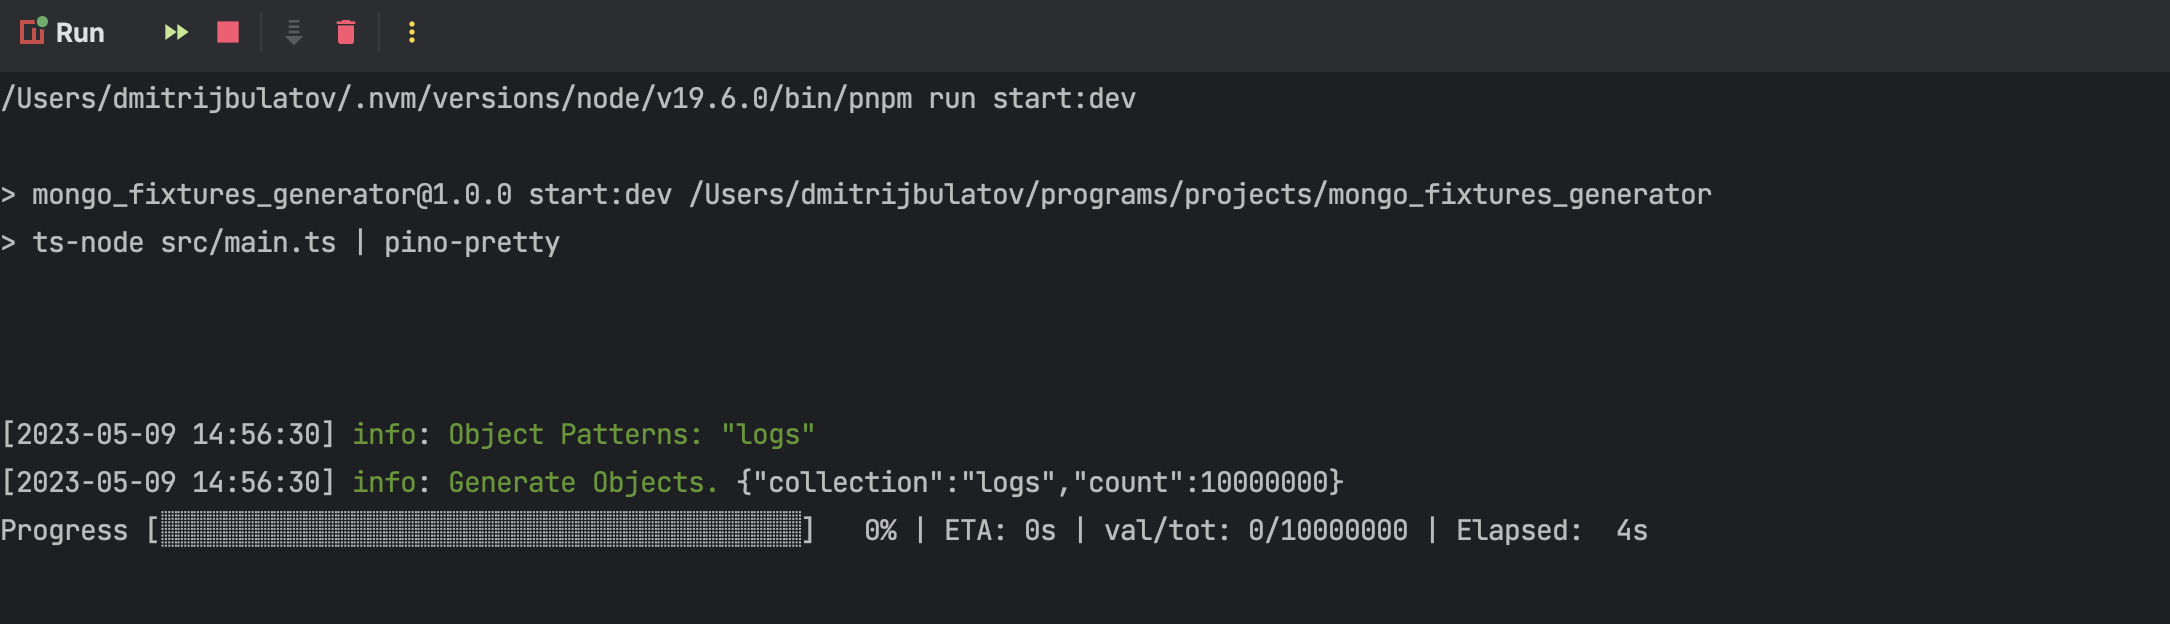 Run
/Users/dmitrijbulatov/.nvm/versions/node/v19.6.0/bin/pnpm run start:dev
> mongo_fixtures_generator@1.0.0 start:dev /Users/dmitrijbulatov/programs/projects/mongo_fixtures_generator
> ts-node src/main.ts | pino-pretty
[2023-05-09 14:56:30] info: Object Patterns: "logs"
[2023-05-09 14:56:30] info: Generate Objects. {"collection":"logs","count":10000000}
Progress [░░░░░░░░░░░░░░░░░░░░░░░░░░░░░░░░░░░░░░░░]   0% | ETA: 0s | val/tot: 0/10000000 | Elapsed:  4s